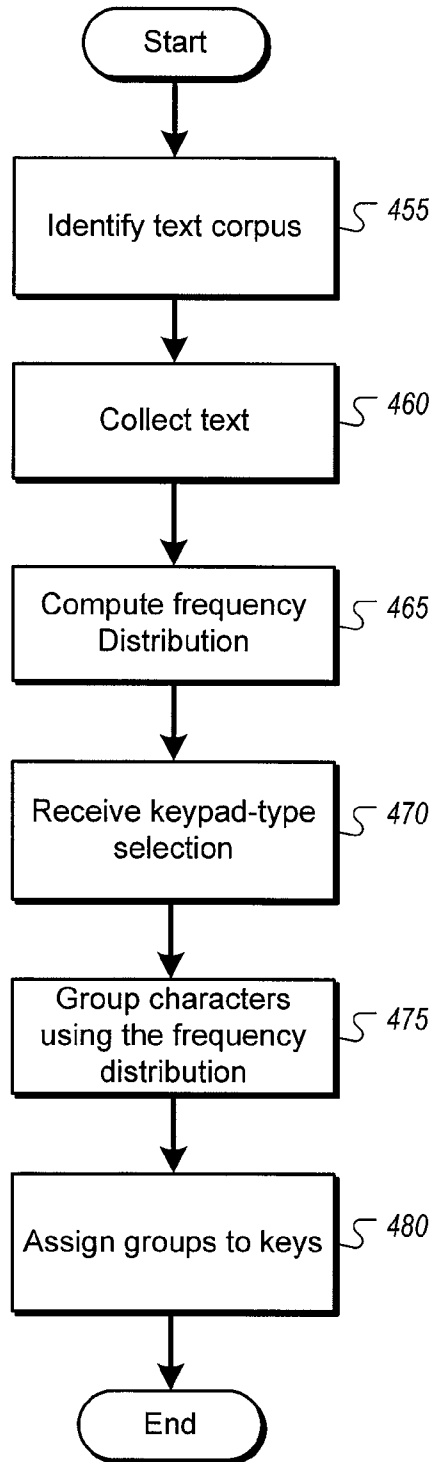 Start
Identify text corpus
455
Collect text
460
Compute frequency
Distribution
465
Receive keypad-type
selection
470
Group characters
using the frequency
distribution
475
Assign groups to keys
480
End